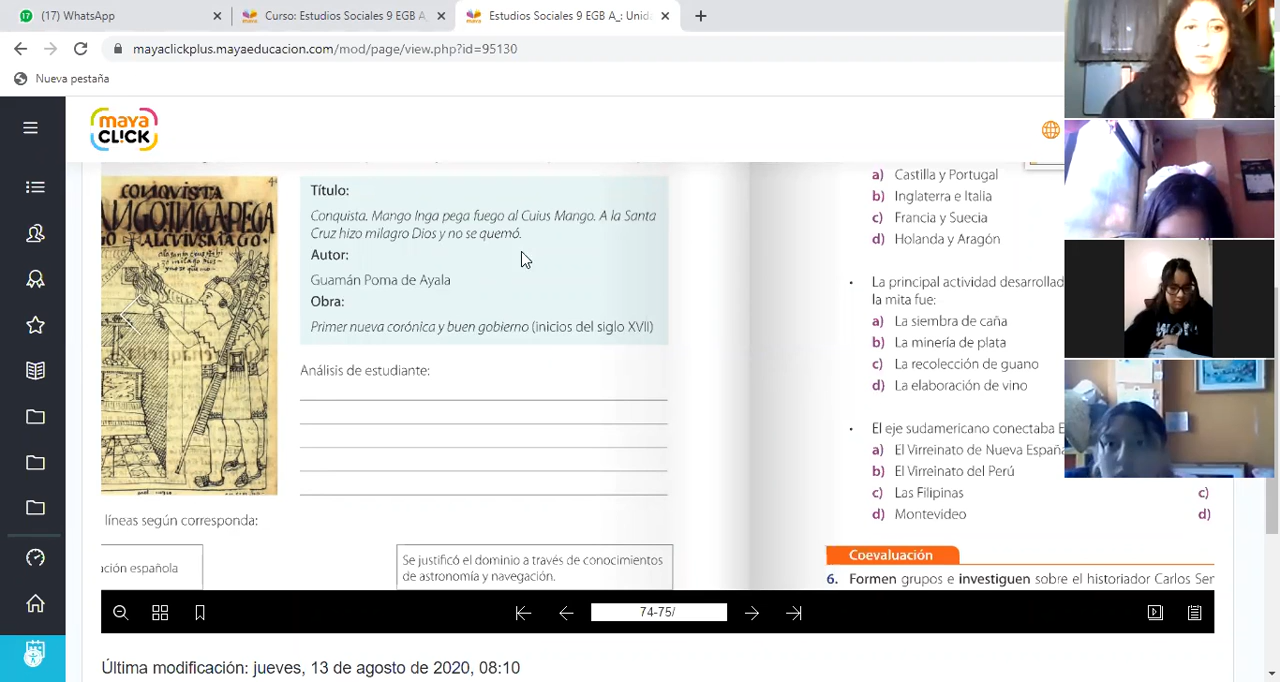 (17) WhatsApp
Curso: Estudios Sociales 9 EGB A_
Estudios Sociales 9 EGB A_: Unid
mayaclickplus.mayaeducacion.com/mod/page/view.php?id=95130
Nueva pestaña
maya
CLiCK
CONQVISTA
Título:
Conquista. Mango Inga pega fuego al Cuius Mango. A la Santa
Cruz hizo milagro Dios y no se quemó.
Autor:
Guamán Poma de Ayala
Obra:
Primer nueva corónica y buen gobierno (inicios del siglo XVII)
Análisis de estudiante:
líneas según corresponda:
ución española
Se justificó el dominio a través de conocimientos
de astronomía y navegación.
a) Castilla y Portugal
b) Inglaterra e Italia
c) Francia y Suecia
d) Holanda y Aragón
• La principal actividad desarrollad
la mita fue:
a) La siembra de caña
b) La minería de plata
c) La recolección de guano
d) La elaboración de vino
• El eje sudamericano conectaba E
a) El Virreinato de Nueva España
b) El Virreinato del Perú
c) Las Filipinas c)
d) Montevideo d)
Coevaluación
6. Formen grupos e investiguen sobre el historiador Carlos Ser
74-75/
Última modificación: jueves, 13 de agosto de 2020, 08:10